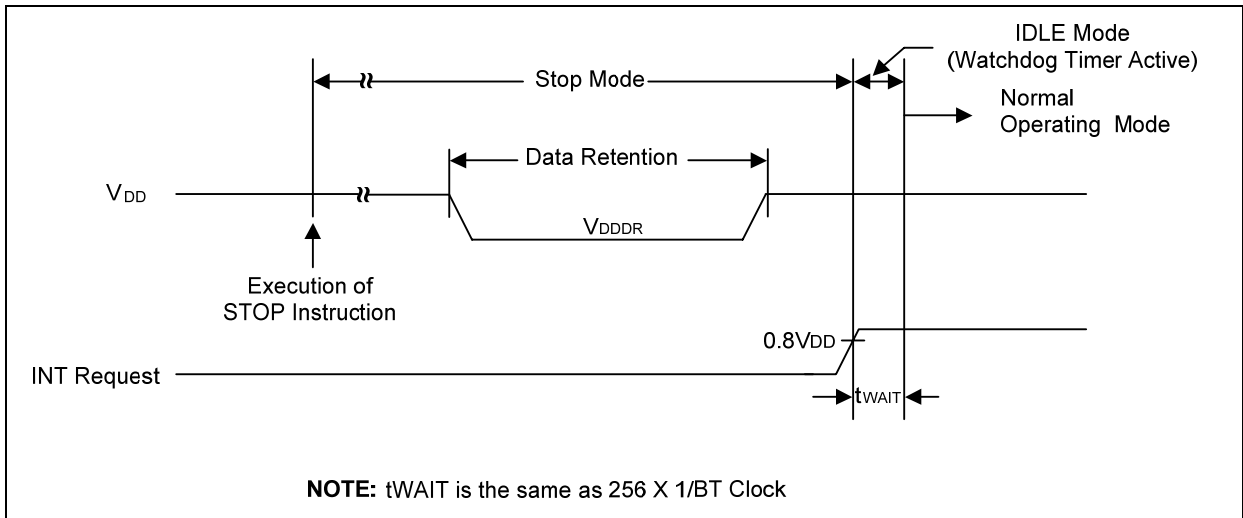 IDLE Mode
(Watchdog Timer Active)
Stop Mode
Normal
Operating Mode
Data Retention
VDD
VDDDR
Execution of
STOP Instruction
0.8VDD
INT Request
tWAIT
NOTE: tWAIT is the same as 256 X 1/BT Clock